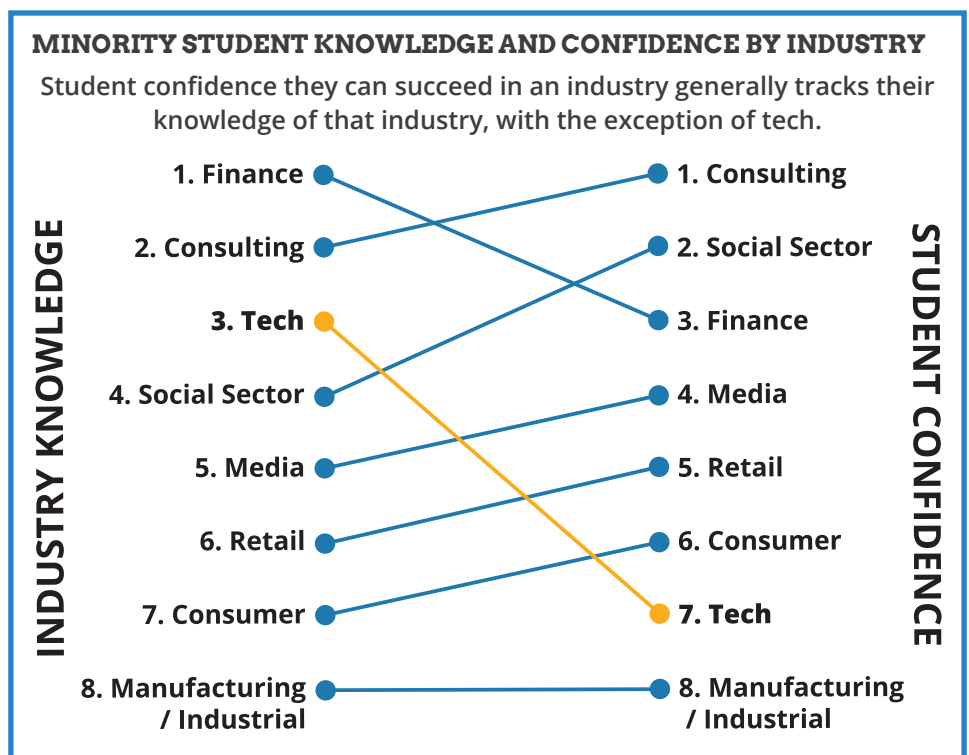 MINORITY STUDENT KNOWLEDGE AND CONFIDENCE BY INDUSTRY
Student confidence they can succeed in an industry generally tracks their
knowledge of that industry, with the exception of tech.
INDUSTRY KNOWLEDGE
1. Finance
2. Consulting
3. Tech
4. Social Sector
5. Media
6. Retail
7. Consumer
8. Manufacturing
/ Industrial
1. Consulting
2. Social Sector
3. Finance
4. Media
5. Retail
6. Consumer
7. Tech
8. Manufacturing
/ Industrial
STUDENT CONFIDENCE